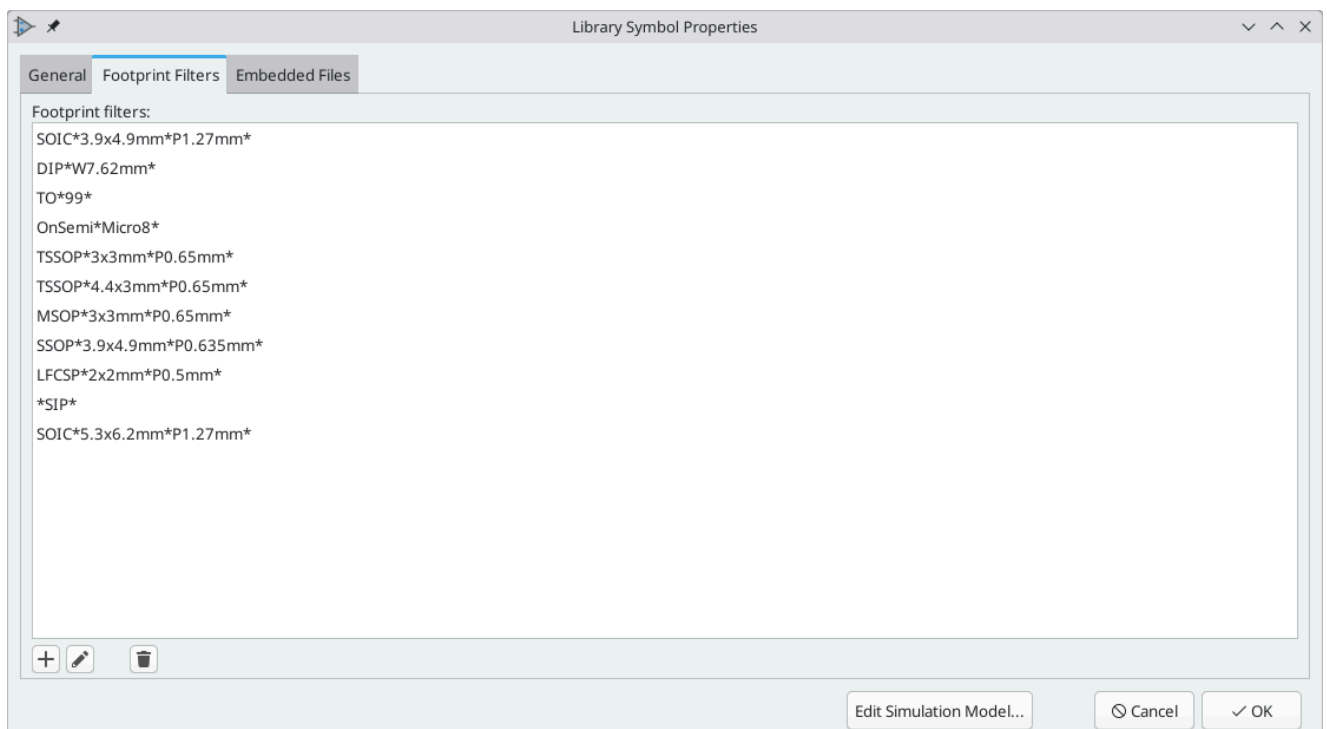 Library Symbol Properties
General Footprint Filters Embedded Files
Footprint filters:
SOIC*3.9x4.9mm*P1.27mm*
DIP*W7.62mm*
TO*99*
OnSemi*Micro8*
TSSOP*3x3mm*P0.65mm*
TSSOP*4.4x3mm*P0.65mm*
MSOP*3x3mm*P0.65mm*
SSOP*3.9x4.9mm*P0.635mm*
LFCSP*2x2mm*P0.5mm*
*SIP*
SOIC*5.3x6.2mm*P1.27mm*
Edit Simulation Model... Cancel OK